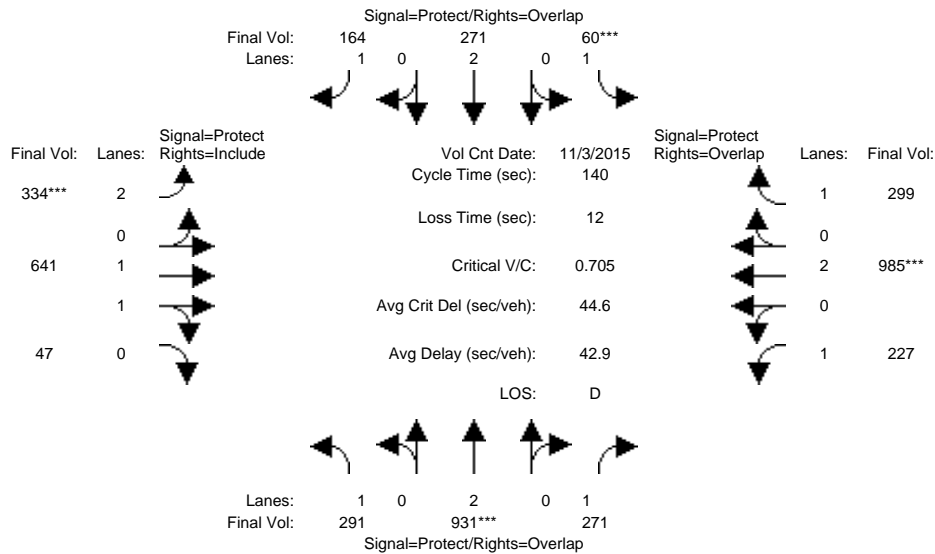 Signal=Protect/Rights=Overlap
Final Vol: 164 271 60***
Lanes: 1 0 2 0 1
Signal=Protect
Final Vol: Lanes: Rights=Include
Vol Cnt Date: 11/3/2015
Signal=Protect
Rights=Overlap Lanes: Final Vol:
Cycle Time (sec): 140
334*** 2
1 299
Loss Time (sec): 12
0
0
641 1
Critical V/C: 0.705
2 985***
1
Avg Crit Del (sec/veh): 44.6
0
47 0
Avg Delay (sec/veh): 42.9
1 227
LOS: D
Lanes: 1 0 2 0 1
Final Vol: 291 931*** 271
Signal=Protect/Rights=Overlap